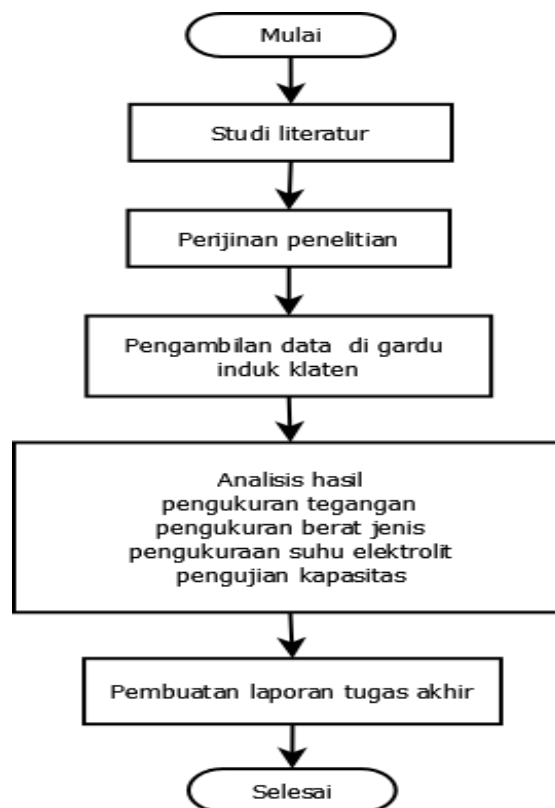 Mulai
Studi literatur
Perijinan penelitian
Pengambilan data di gardu
induk klaten
Analisis hasil
pengukuran tegangan
pengukuran berat jenis
pengukuraan suhu elektrolit
pengujian kapasitas
Pembuatan laporan tugas akhir
Selesai